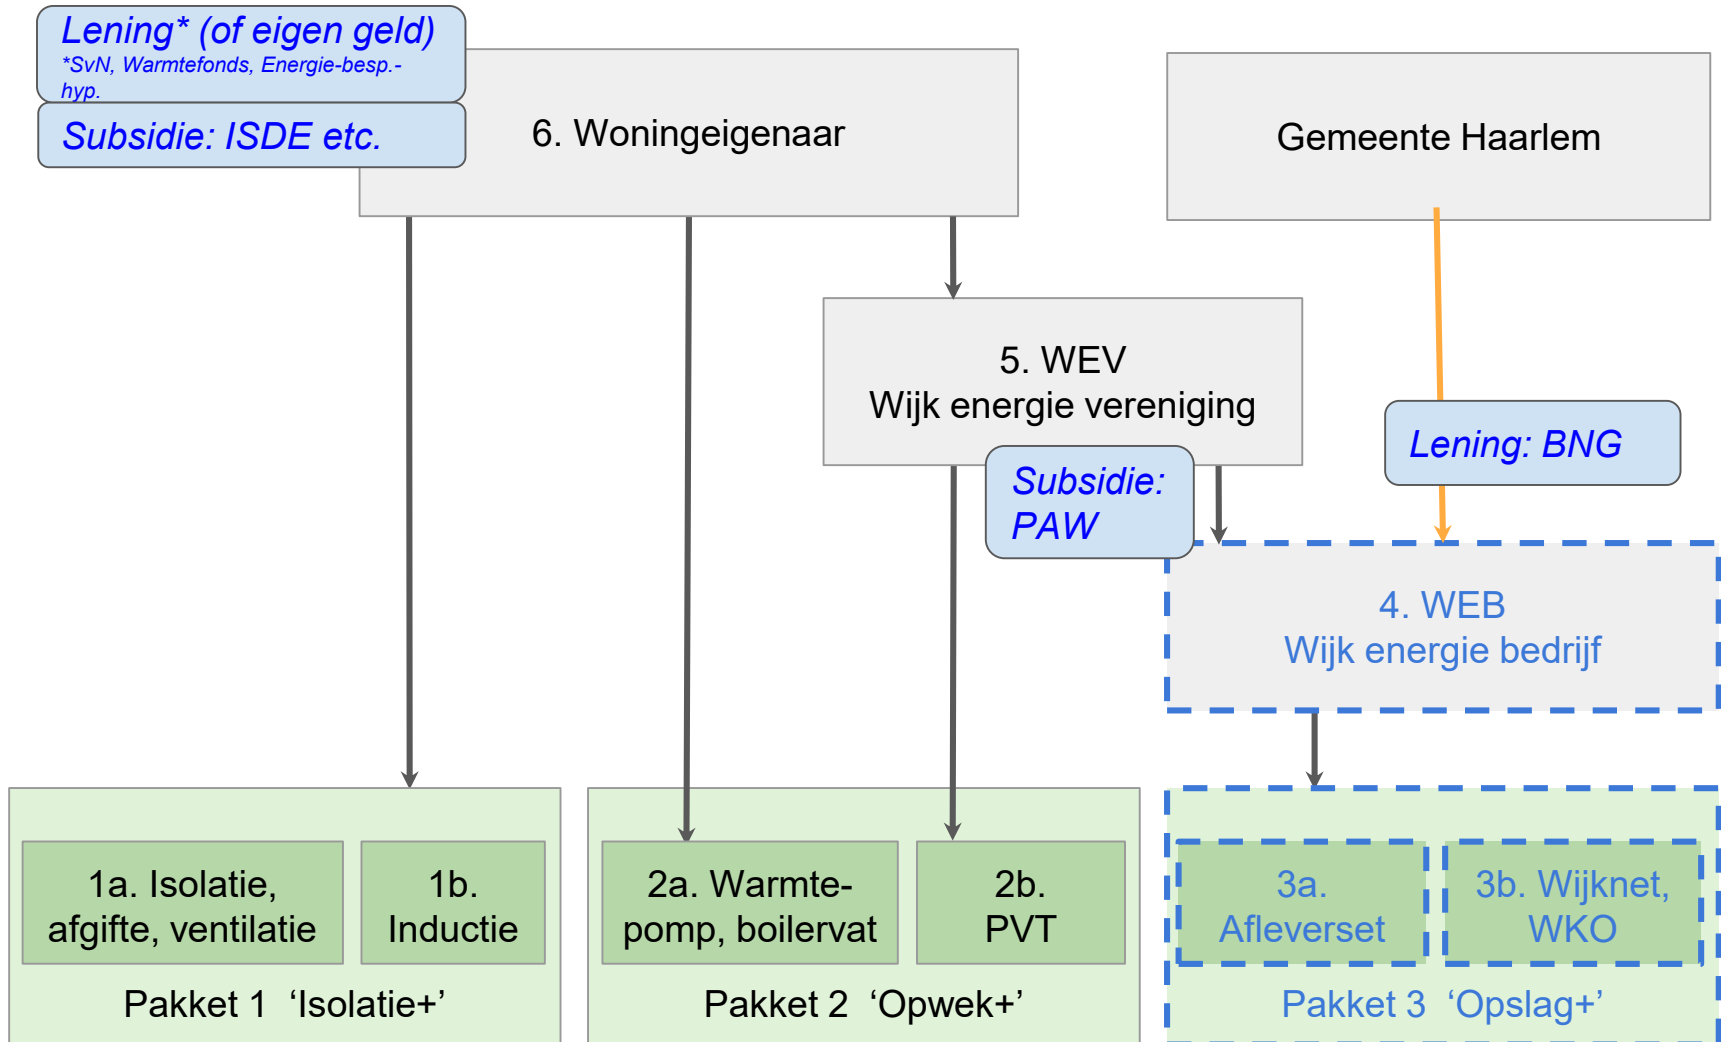 Lening* (of eigen geld)
*SvN, Warmtefonds, Energie-besp.-
hyp.
Subsidie: ISDE etc.
6. Woningeigenaar
Gemeente Haarlem
5. WEV
Wijk energie vereniging
Subsidie:
PAW
Lening: BNG
4. WEB
Wijk energie bedrijf
1a. Isolatie,
afgifte, ventilatie
1b.
Inductie
Pakket 1 ‘Isolatie+’
2a. Warmte-
pomp, boilervat
2b.
PVT
Pakket 2 ‘Opwek+’
3a.
Afleverset
3b. Wijknet,
WKO
Pakket 3 ‘Opslag+’